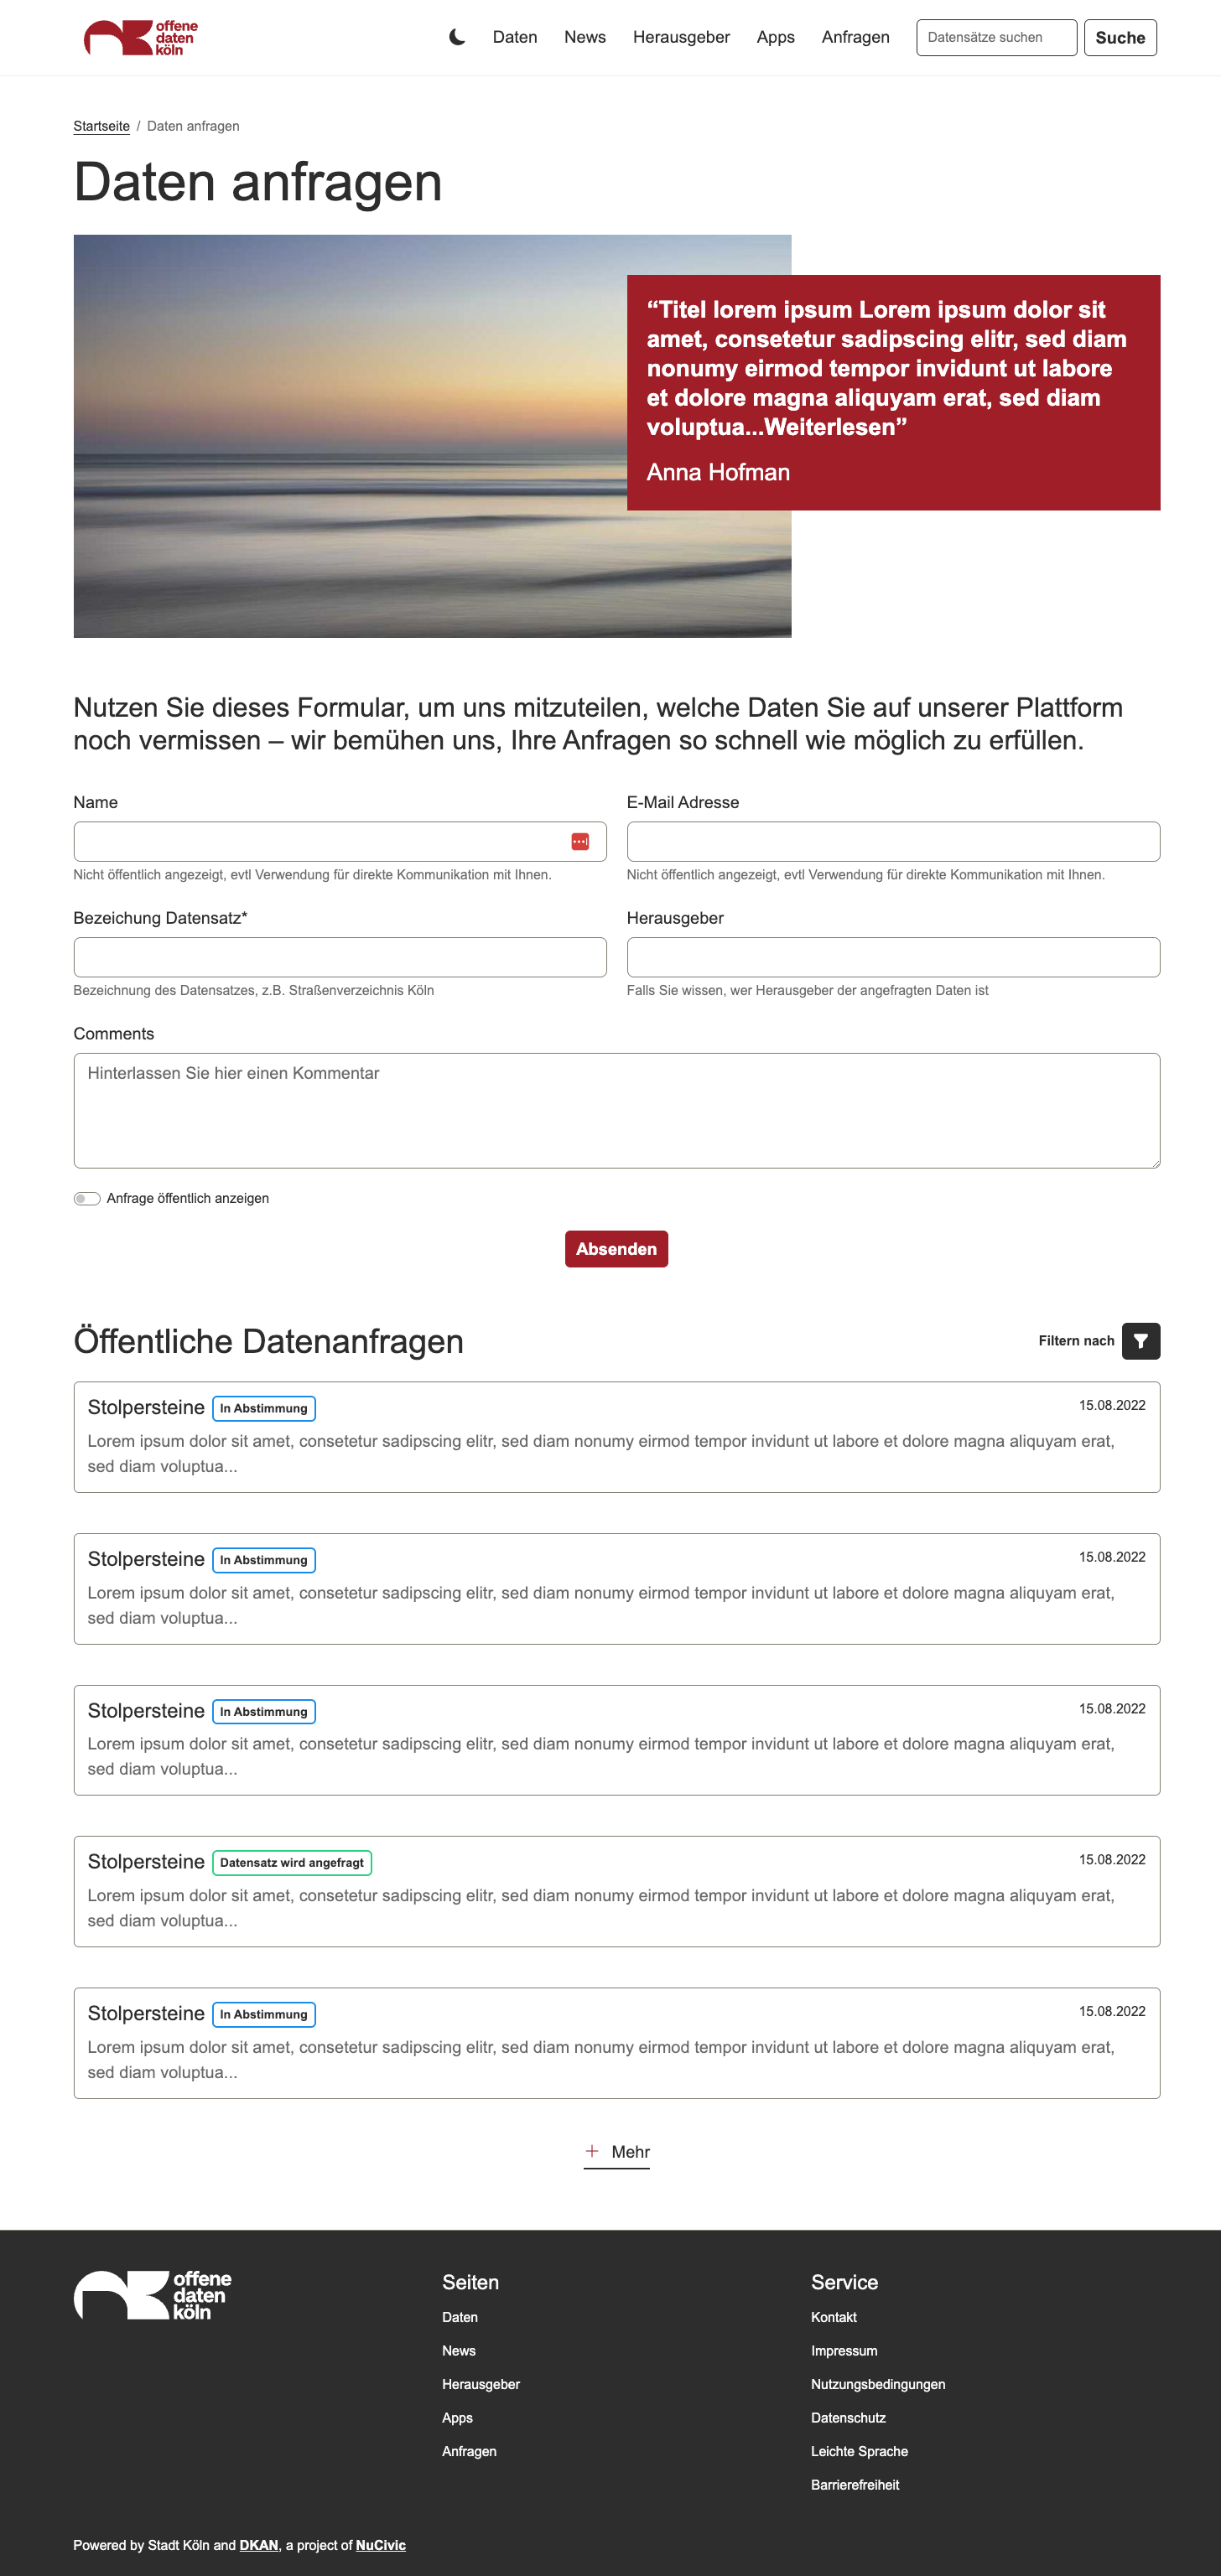 offene
daten
köln
Daten
News
Herausgeber
Apps
Anfragen
Datensätze suchen
Suche
Startseite / Daten anfragen
Daten anfragen
“Titel lorem ipsum Lorem ipsum dolor sit
amet, consetetur sadipscing elitr, sed diam
nonumy eirmod tempor invidunt ut labore
et dolore magna aliquyam erat, sed diam
voluptua...Weiterlesen”
Anna Hofman
Nutzen Sie dieses Formular, um uns mitzuteilen, welche Daten Sie auf unserer Plattform
noch vermissen – wir bemühen uns, Ihre Anfragen so schnell wie möglich zu erfüllen.
Name
Nicht öffentlich angezeigt, evtl Verwendung für direkte Kommunikation mit Ihnen.
E-Mail Adresse
Nicht öffentlich angezeigt, evtl Verwendung für direkte Kommunikation mit Ihnen.
Bezeichung Datensatz*
Bezeichnung des Datensatzes, z.B. Straßenverzeichnis Köln
Herausgeber
Falls Sie wissen, wer Herausgeber der angefragten Daten ist
Comments
Hinterlassen Sie hier einen Kommentar
Anfrage öffentlich anzeigen
Absenden
Öffentliche Datenanfragen
Filtern nach
Stolpersteine In Abstimmung 15.08.2022
Lorem ipsum dolor sit amet, consetetur sadipscing elitr, sed diam nonumy eirmod tempor invidunt ut labore et dolore magna aliquyam erat,
sed diam voluptua...
Stolpersteine In Abstimmung 15.08.2022
Lorem ipsum dolor sit amet, consetetur sadipscing elitr, sed diam nonumy eirmod tempor invidunt ut labore et dolore magna aliquyam erat,
sed diam voluptua...
Stolpersteine In Abstimmung 15.08.2022
Lorem ipsum dolor sit amet, consetetur sadipscing elitr, sed diam nonumy eirmod tempor invidunt ut labore et dolore magna aliquyam erat,
sed diam voluptua...
Stolpersteine Datensatz wird angefragt 15.08.2022
Lorem ipsum dolor sit amet, consetetur sadipscing elitr, sed diam nonumy eirmod tempor invidunt ut labore et dolore magna aliquyam erat,
sed diam voluptua...
Stolpersteine In Abstimmung 15.08.2022
Lorem ipsum dolor sit amet, consetetur sadipscing elitr, sed diam nonumy eirmod tempor invidunt ut labore et dolore magna aliquyam erat,
sed diam voluptua...
+ Mehr
offene
daten
köln
Seiten
Daten
News
Herausgeber
Apps
Anfragen
Service
Kontakt
Impressum
Nutzungsbedingungen
Datenschutz
Leichte Sprache
Barrierefreiheit
Powered by Stadt Köln and DKAN, a project of NuCivic